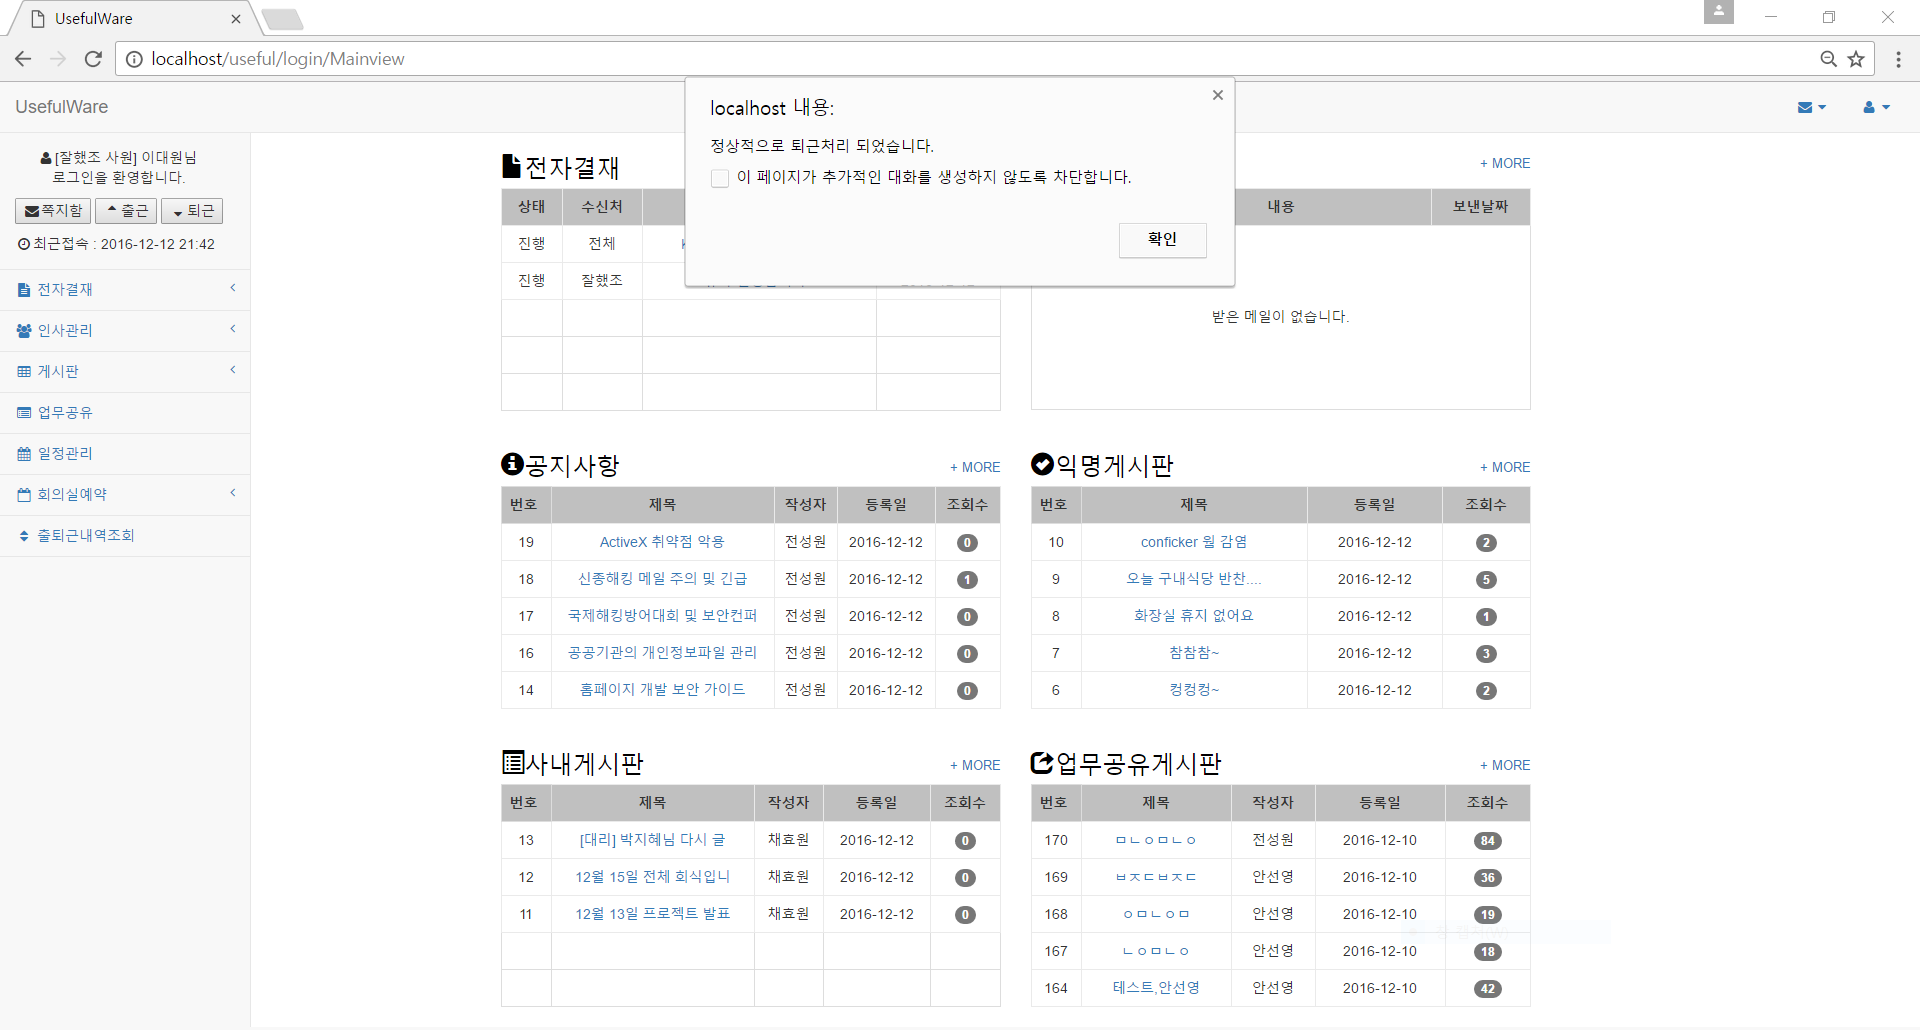 UsefulWare
localhost/useful/login/Mainview
UsefulWare
localhost 내용:
정상적으로 퇴근처리 되었습니다.
이 페이지가 추가적인 대화를 생성하지 않도록 차단합니다.
확인
[잘했조 사원] 이대원님
로그인을 환영합니다.
쪽지함 출근 퇴근
최근접속 : 2016-12-12 21:42
전자결재
인사관리
게시판
업무공유
일정관리
회의실예약
출퇴근내역조회
전자결재
상태 수신처
진행 전체
진행 잘했조
+ MORE
내용 보낸날짜
받은 메일이 없습니다.
공지사항 + MORE
번호 제목 작성자 등록일 조회수
19 ActiveX 취약점 악용 전성원 2016-12-12 0
18 신종해킹 메일 주의 및 긴급 전성원 2016-12-12 1
17 국제해킹방어대회 및 보안컨퍼 전성원 2016-12-12 0
16 공공기관의 개인정보파일 관리 전성원 2016-12-12 0
14 홈페이지 개발 보안 가이드 전성원 2016-12-12 0
익명게시판 + MORE
번호 제목 등록일 조회수
10 conficker 웜 감염 2016-12-12 2
9 오늘 구내식당 반찬.... 2016-12-12 5
8 화장실 휴지 없어요 2016-12-12 1
7 참참참~ 2016-12-12 3
6 컹컹컹~ 2016-12-12 2
사내게시판 + MORE
번호 제목 작성자 등록일 조회수
13 [대리] 박지혜님 다시 글 채효원 2016-12-12 0
12 12월 15일 전체 회식입니 채효원 2016-12-12 0
11 12월 13일 프로젝트 발표 채효원 2016-12-12 0
업무공유게시판 + MORE
번호 제목 작성자 등록일 조회수
170 ㅁㄴㅇㅁㄴㅇ 전성원 2016-12-10 84
169 ㅂㅈㄷㅂㅈㄷ 안선영 2016-12-10 36
168 ㅇㅁㄴㅇㅁ 안선영 2016-12-10 19
167 ㄴㅇㅁㄴㅇ 안선영 2016-12-10 18
164 테스트,안선영 안선영 2016-12-10 42